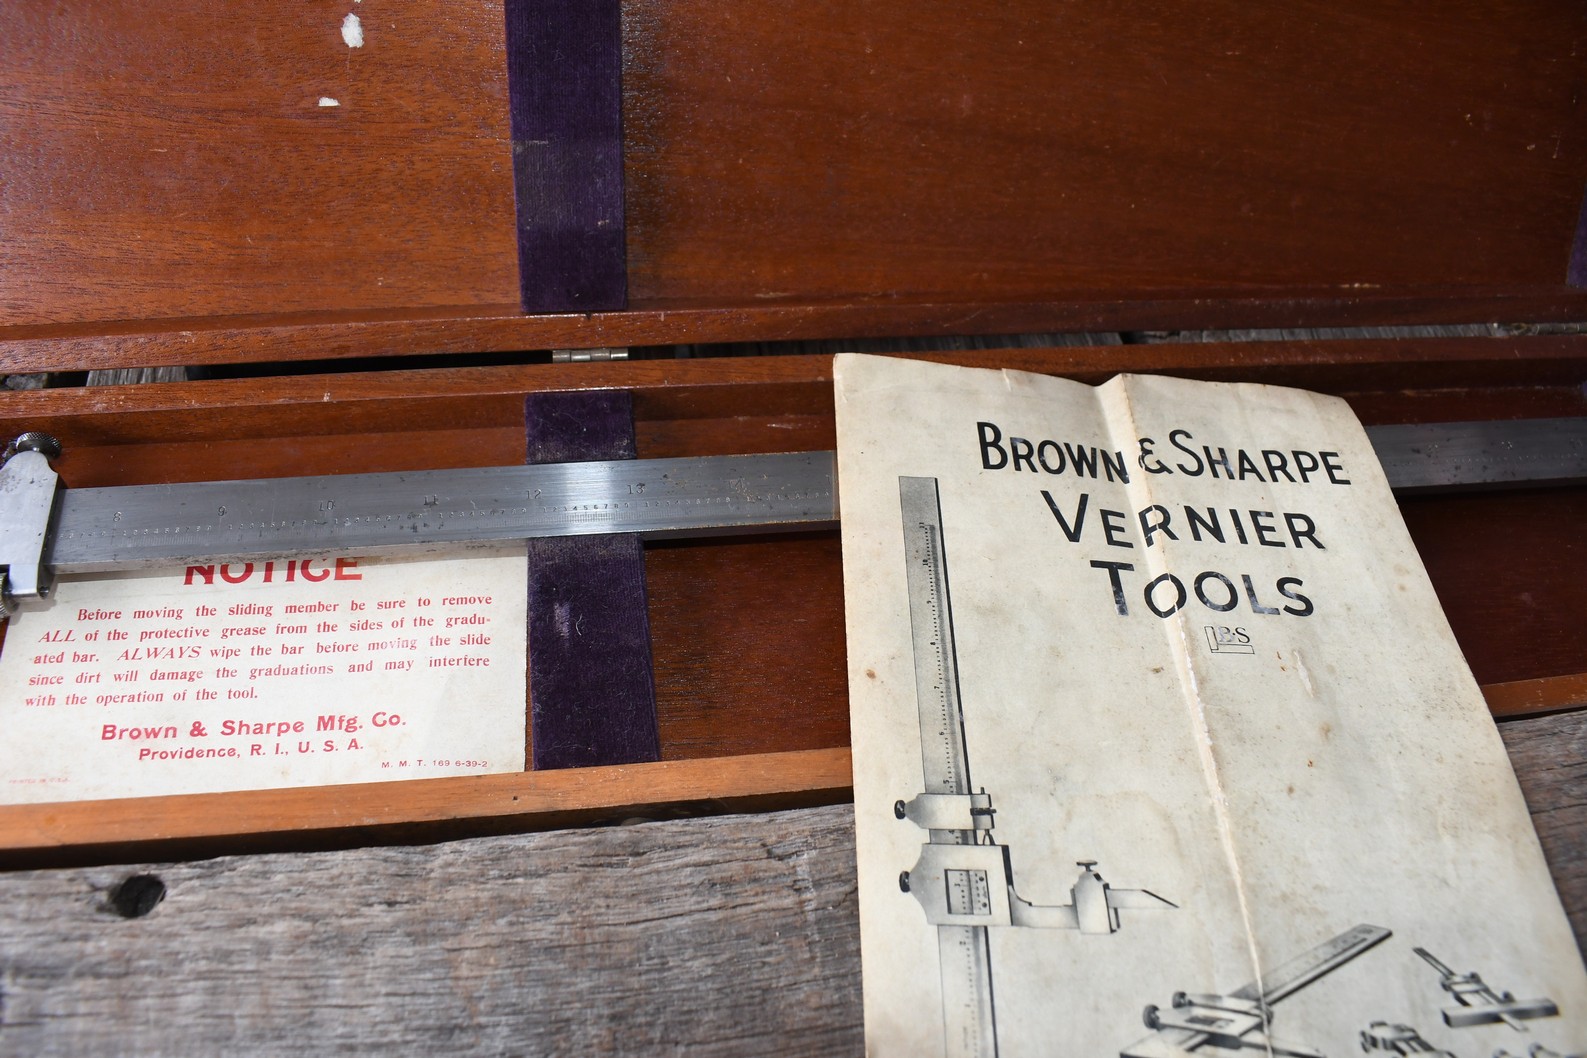 8 9 10 11 12 13
NOTICE
Before moving the sliding member be sure to remove
ALL of the protective grease from the sides of the gradu-
ated bar. ALWAYS wipe the bar before moving the slide
since dirt will damage the graduations and may interfere
with the operation of the tool.
Brown & Sharpe Mfg. Co.
Providence, R. I., U. S. A.
M. M. T. 169 6-39-2
BROWN & SHARPE
VERNIER
TOOLS
B·S